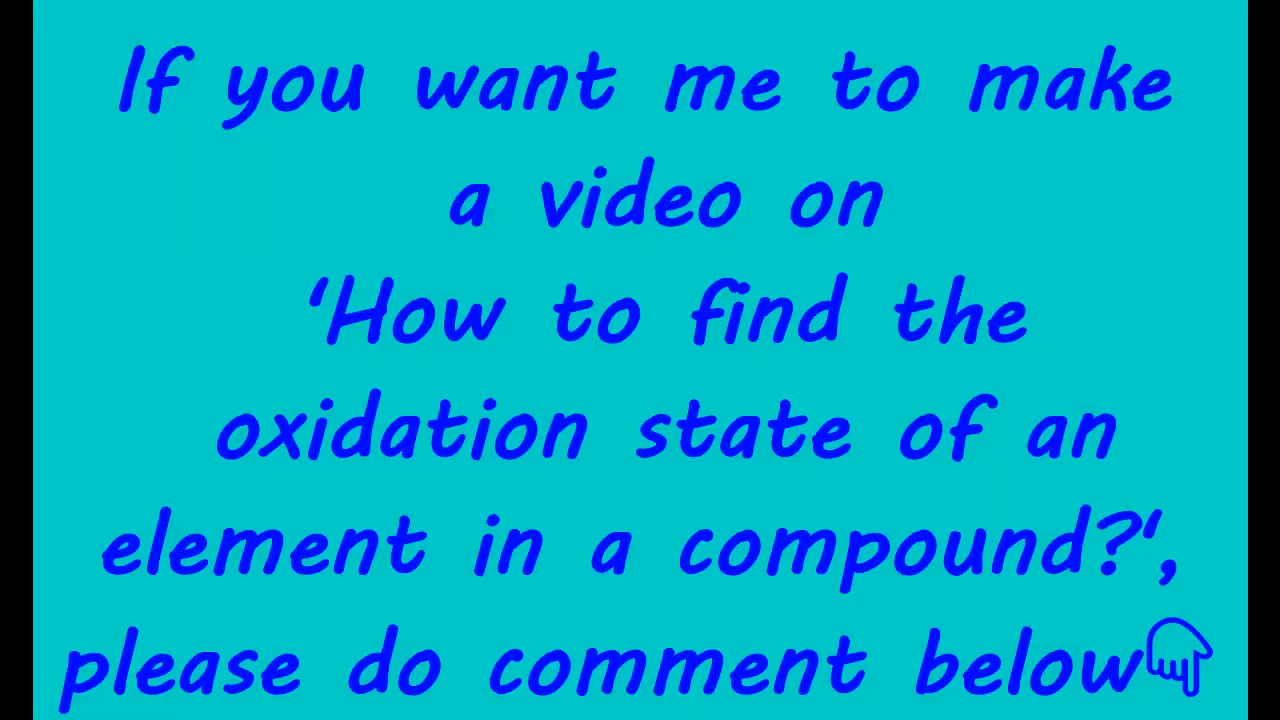 If you want me to make
a video on
‘How to find the
oxidation state of an
element in a compound?‘,
please do comment below👇